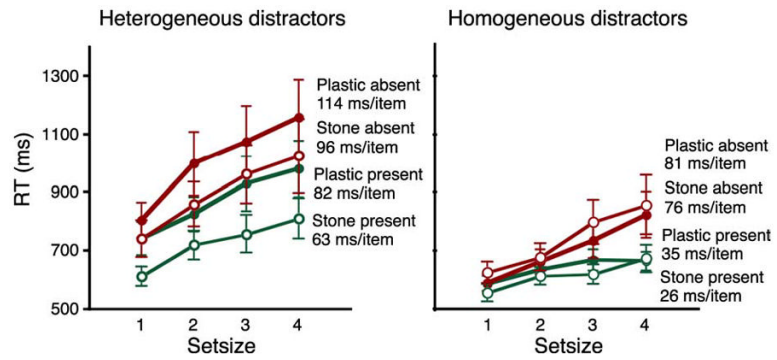 Heterogeneous distractors
RT (ms)
1300
1100
900
700
500
Plastic absent
114 ms/item
Stone absent
96 ms/item
Plastic present
82 ms/item
Stone present
63 ms/item
1 2 3 4
Setsize
Homogeneous distractors
Plastic absent
81 ms/item
Stone absent
76 ms/item
Plastic present
35 ms/item
Stone present
26 ms/item
1 2 3 4
Setsize